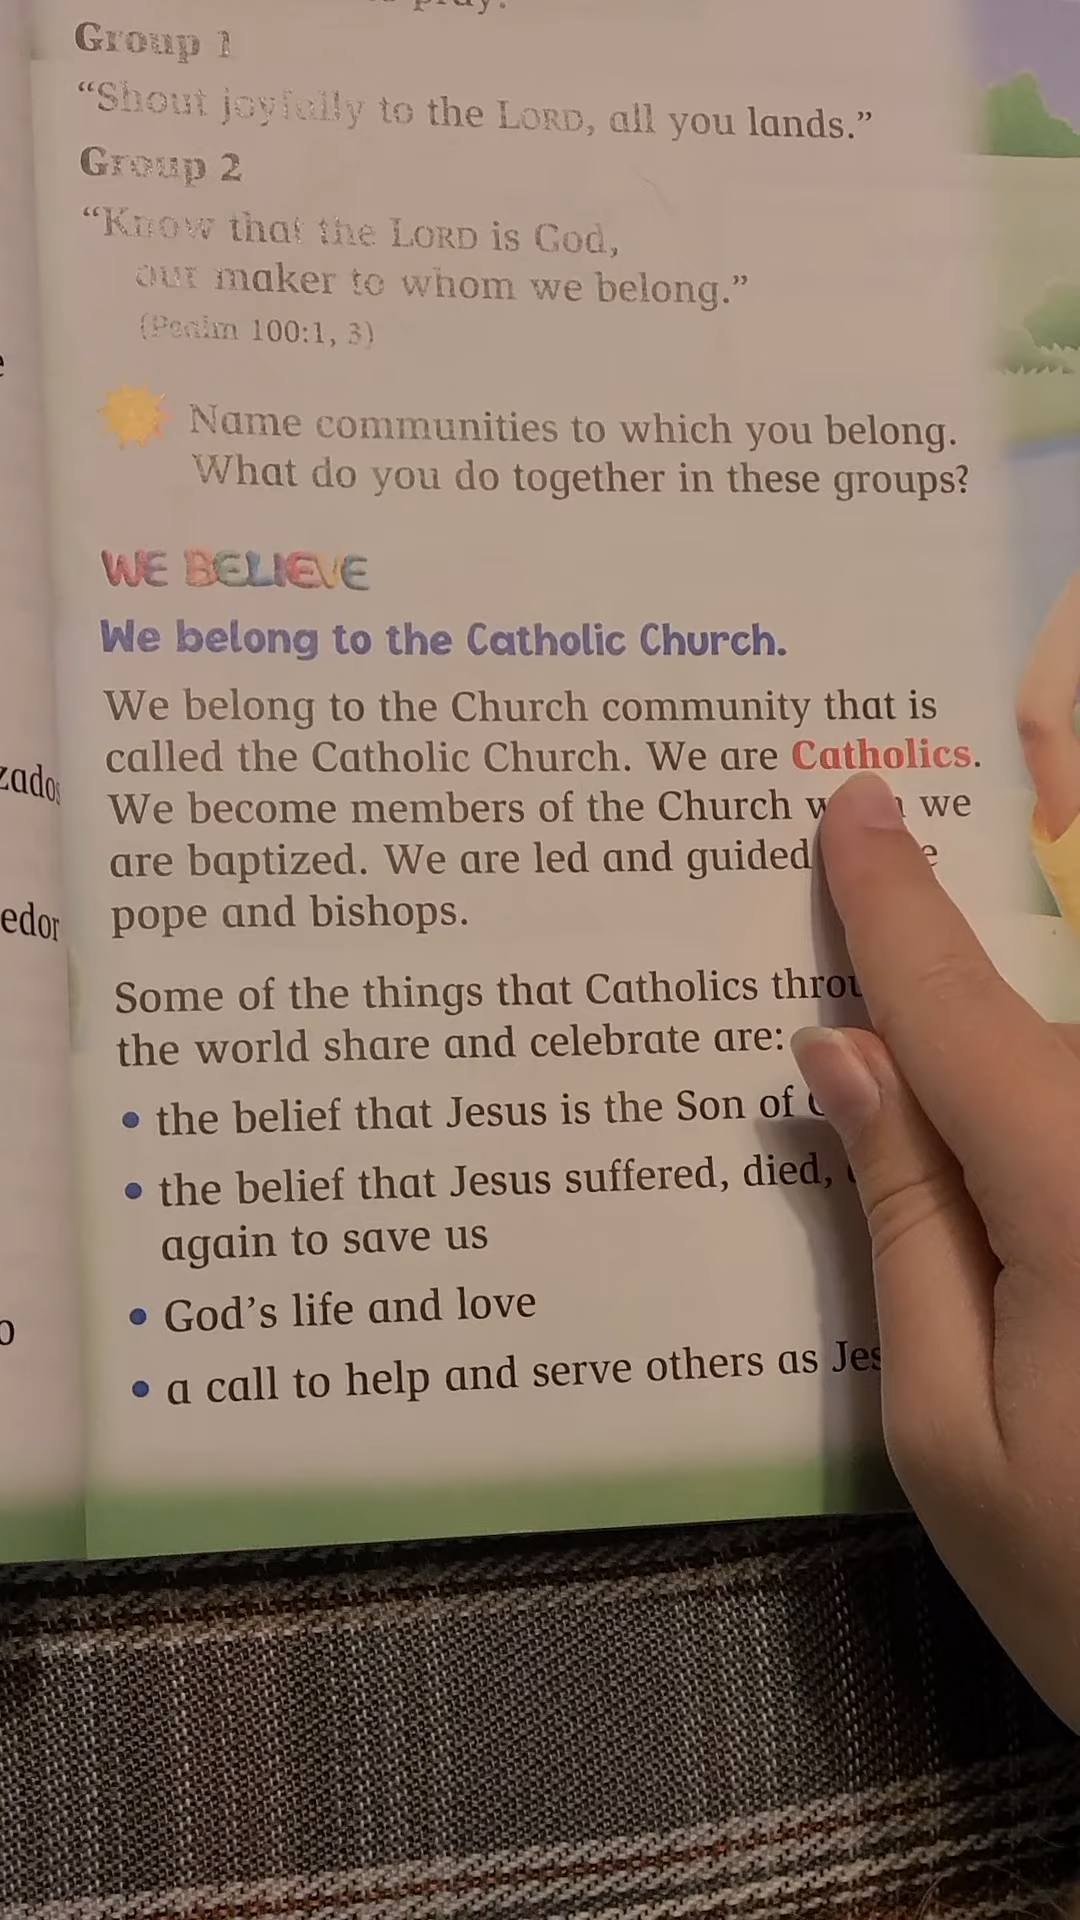 Group 1
“Shout joyfully to the LORD, all you lands.”
Group 2
“Know that the LORD is God,
our maker to whom we belong.”
(Psalm 100:1, 3)
Name communities to which you belong.
What do you do together in these groups?
WE BELIEVE
We belong to the Catholic Church.
We belong to the Church community that is
called the Catholic Church. We are Catholics.
We become members of the Church we
are baptized. We are led and guided
pope and bishops.
Some of the things that Catholics
the world share and celebrate are:
• the belief that Jesus is the Son of
• the belief that Jesus suffered, died,
again to save us
• God’s life and love
• a call to help and serve others as